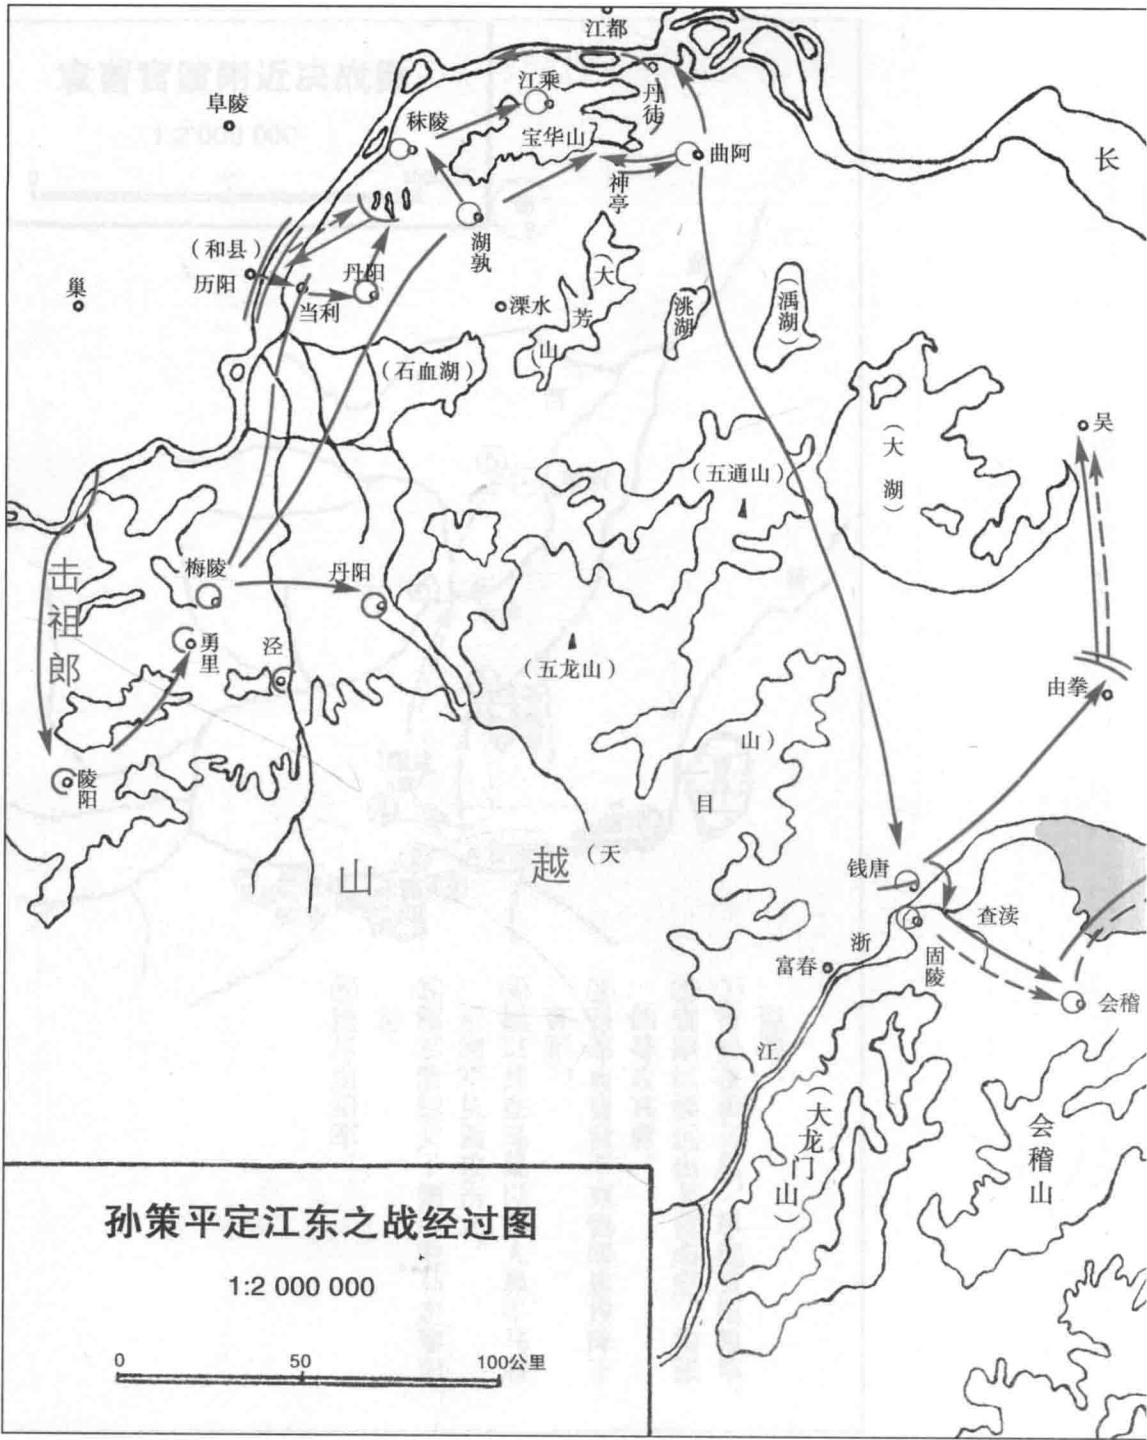 江都
长
阜陵
江乘
丹徒
秣陵
宝华山
曲阿
神亭
湖孰
(和县)
历阳
巢
当利
丹阳
溧水
(大芳山)
洮湖
(滆湖)
(石血湖)
(大湖)
吴
(五通山)
击祖郎
梅陵
丹阳
勇里
泾
(五龙山)
由拳
陵阳
山越
(天目山)
钱唐
查渎
浙江
固陵
富春
会稽
(大龙门山)
会稽山
孙策平定江东之战经过图
1:2 000 000
0 50 100公里